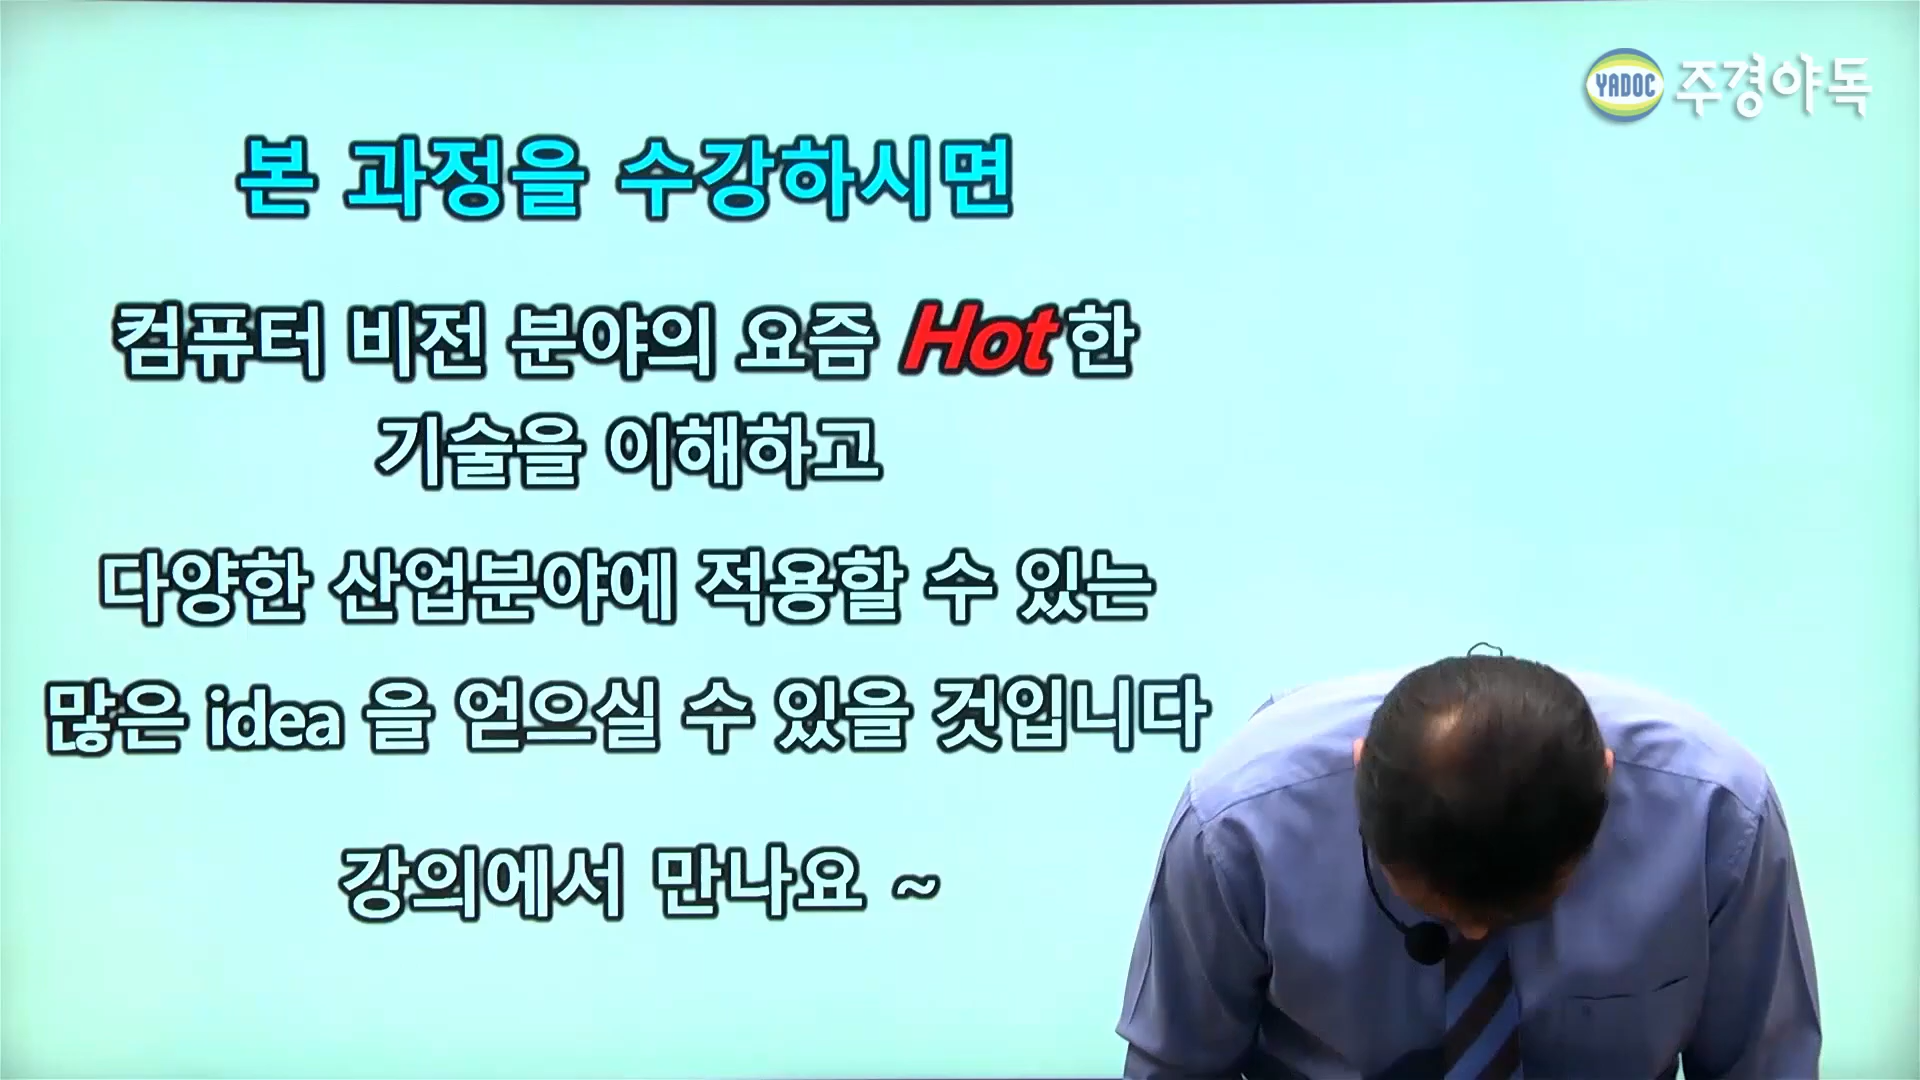 YADOC 주경야독
본 과정을 수강하시면
컴퓨터 비전 분야의 요즘 Hot한
기술을 이해하고
다양한 산업분야에 적용할 수 있는
많은 idea 을 얻으실 수 있을 것입니다
강의에서 만나요 ~